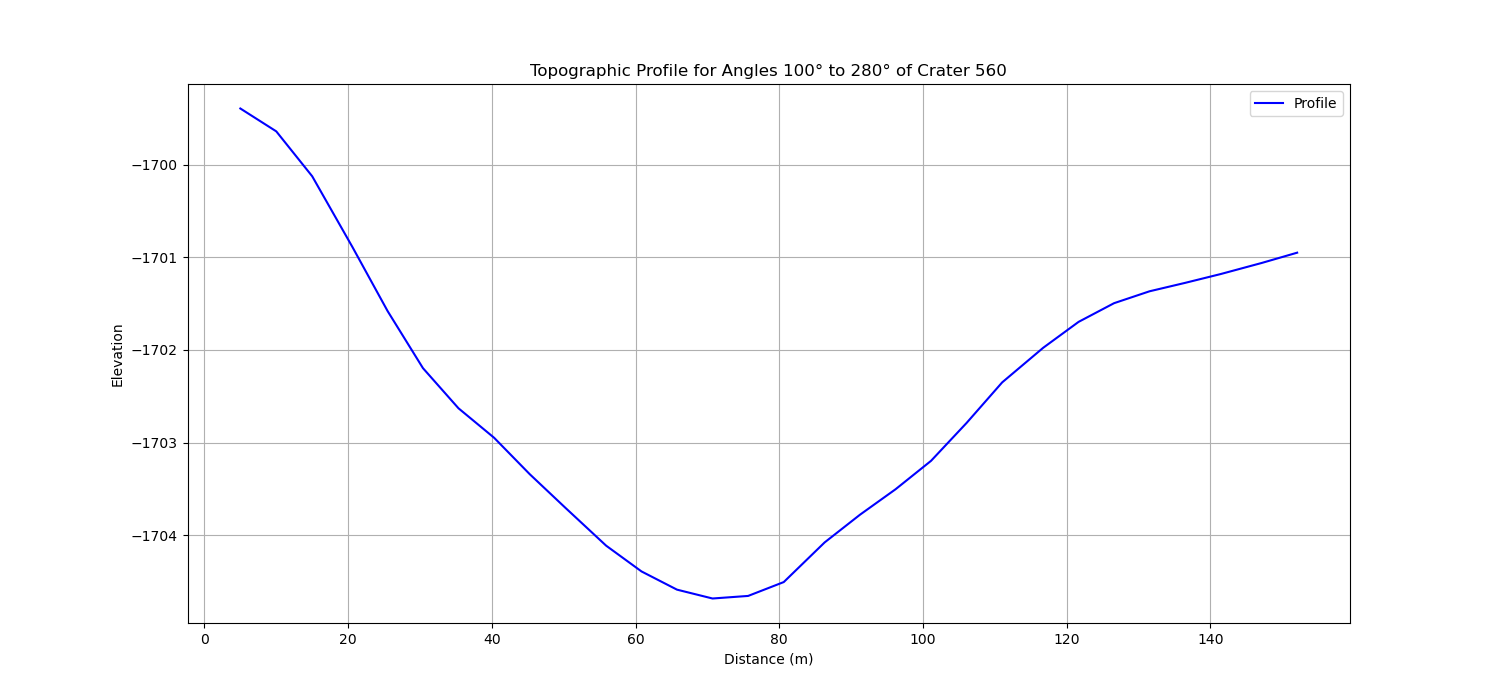 Topographic Profile for Angles 100° to 280° of Crater 560
Profile
−1700
−1701
−1702
−1703
−1704
Elevation
0 20 40 60 80 100 120 140
Distance (m)